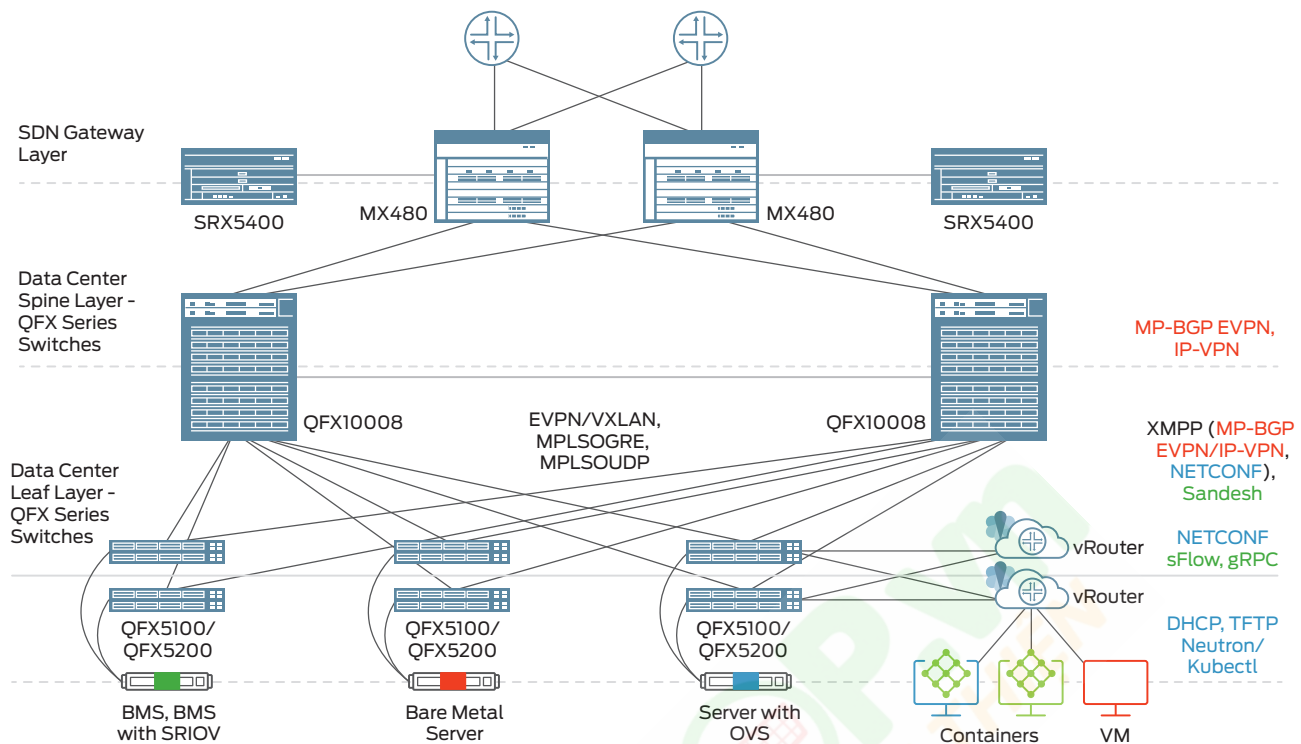 SDN Gateway
Layer
SRX5400
MX480
MX480
SRX5400
Data Center
Spine Layer -
QFX Series
Switches
MP-BGP EVPN,
IP-VPN
QFX10008
EVPN/VXLAN,
MPLSOGRE,
MPLSOUDP
QFX10008
XMPP (MP-BGP
EVPN/IP-VPN,
NETCONF),
Sandesh
Data Center
Leaf Layer -
QFX Series
Switches
vRouter
NETCONF
sFlow, gRPC
vRouter
QFX5100/
QFX5200
QFX5100/
QFX5200
QFX5100/
QFX5200
DHCP, TFTP
Neutron/
Kubectl
BMS, BMS
with SRIOV
Bare Metal
Server
Server with
OVS
Containers
VM